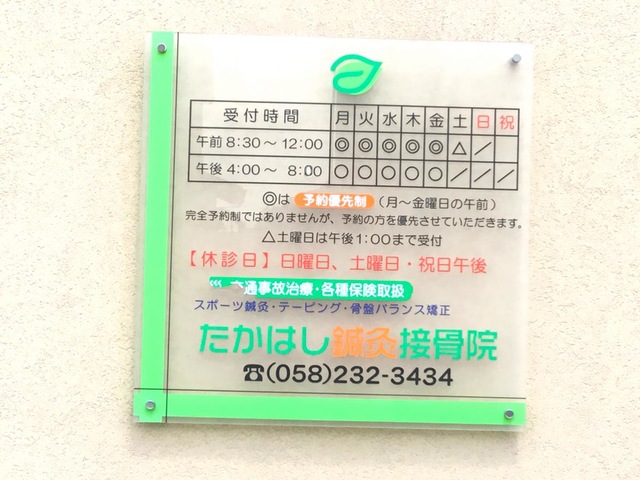 受付時間 月 火 水 木 金 土 日 祝
午前 8:30～12:00 ◎ ◎ ◎ ◎ ◎ △ ／
午後 4:00～ 8:00 ○ ○ ○ ○ ○ ／ ／ ／
◎は 予約優先制 (月～金曜日の午前)
完全予約制ではありませんが、予約の方を優先させていただきます。
△土曜日は午後1:00まで受付
【休診日】日曜日、土曜日・祝日午後
交通事故治療・各種保険取扱
スポーツ鍼灸・テーピング・骨盤バランス矯正
たかはし鍼灸接骨院
☎(058)232-3434